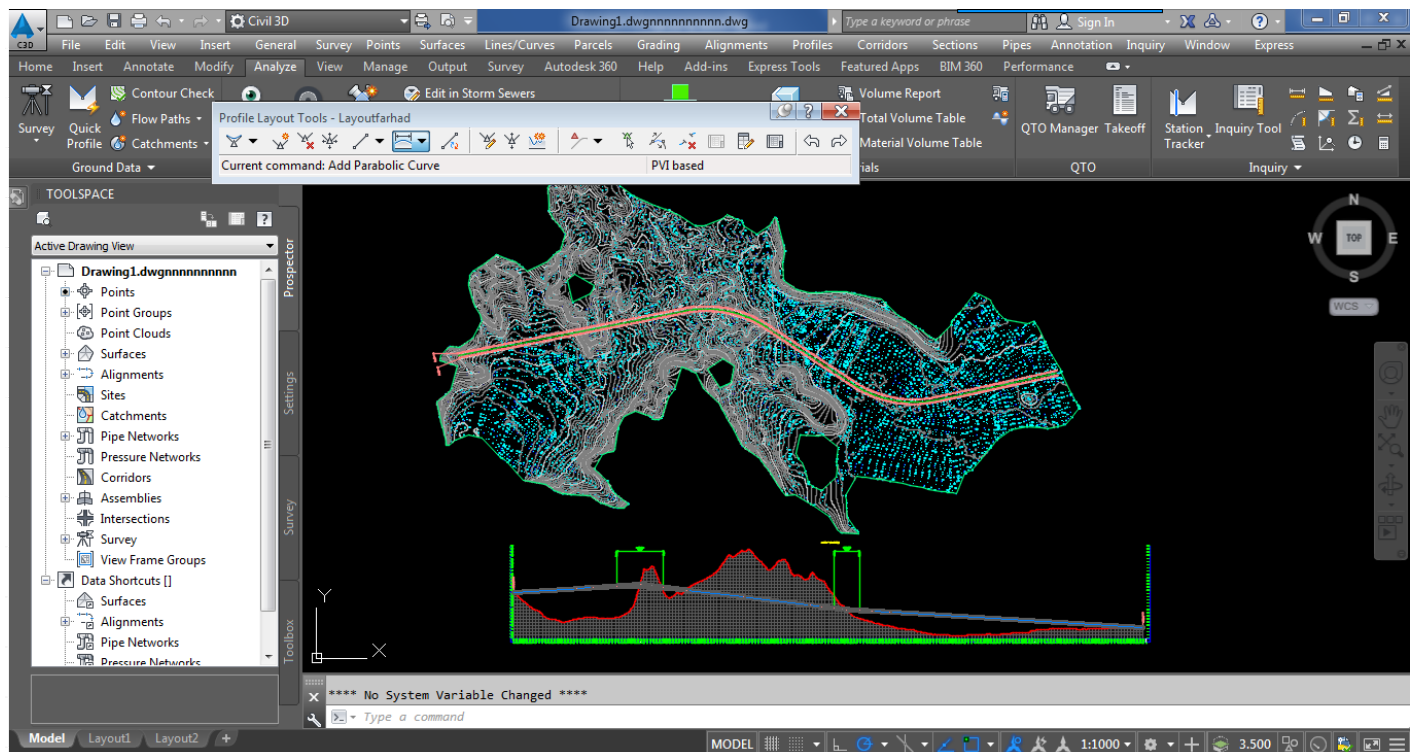 Civil 3D
Drawing1.dwgnnnnnnnnnn.dwg
Type a keyword or phrase
Sign In
C3D
File Edit View Insert General Survey Points Surfaces Lines/Curves Parcels Grading Alignments Profiles Corridors Sections Pipes Annotation Inquiry Window Express
Home Insert Annotate Modify Analyze View Manage Output Survey Autodesk 360 Help Add-ins Express Tools Featured Apps BIM 360 Performance
Survey
Quick Profile
Contour Check
Flow Paths
Catchments
Ground Data
Edit in Storm Sewers
Profile Layout Tools - Layoutfarhad
Current command: Add Parabolic Curve
PVI based
Volume Report
Total Volume Table
Material Volume Table
rials
QTO Manager
Takeoff
QTO
Station Tracker
Inquiry Tool
Inquiry
TOOLSPACE
Active Drawing View
Drawing1.dwgnnnnnnnnnn
Points
Point Groups
Point Clouds
Surfaces
Alignments
Sites
Catchments
Pipe Networks
Pressure Networks
Corridors
Assemblies
Intersections
Survey
View Frame Groups
Data Shortcuts []
Surfaces
Alignments
Pipe Networks
Pressure Networks
Prospector
Settings
Survey
Toolbox
N
W
TOP
E
S
WCS
Y
X
**** No System Variable Changed ****
Type a command
Model Layout1 Layout2 +
MODEL
1:1000
3.500